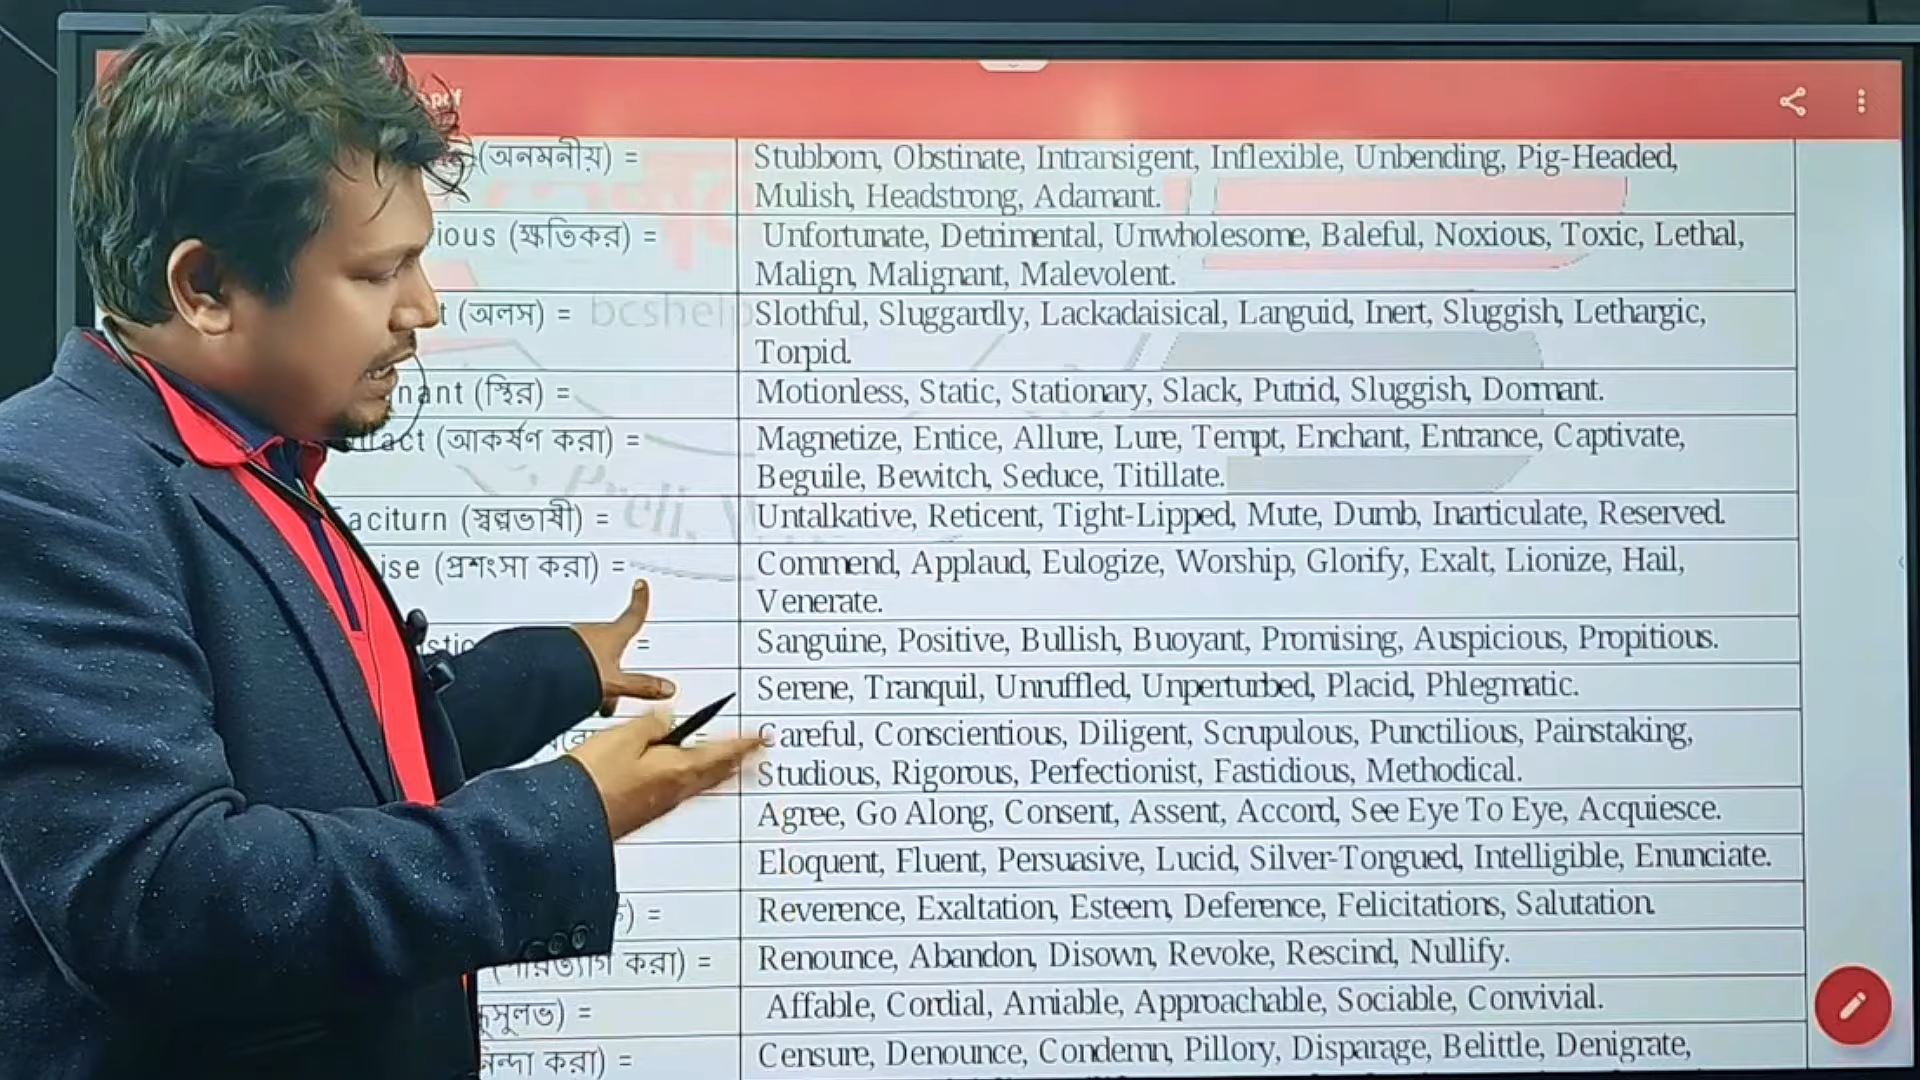 .pdf
(অনমনীয়) = Stubborn, Obstinate, Intransigent, Inflexible, Unbending, Pig-Headed,
Mulish, Headstrong, Adamant.
ious (ক্ষতিকর) = Unfortunate, Detrimental, Unwholesome, Baleful, Noxious, Toxic, Lethal,
Malign, Malignant, Malevolent.
t (অলস) = Slothful, Sluggardly, Lackadaisical, Languid, Inert, Sluggish, Lethargic,
bcshelp
Torpid.
nant (স্থির) = Motionless, Static, Stationary, Slack, Putrid, Sluggish, Dormant.
ttract (আকর্ষণ করা) = Magnetize, Entice, Allure, Lure, Tempt, Enchant, Entrance, Captivate,
Beguile, Bewitch, Seduce, Titillate.
Preli,
aciturn (স্বল্পভাষী) = Untalkative, Reticent, Tight-Lipped, Mute, Dumb, Inarticulate, Reserved.
ise (প্রশংসা করা) = Commend, Applaud, Eulogize, Worship, Glorify, Exalt, Lionize, Hail,
Venerate.
stic = Sanguine, Positive, Bullish, Buoyant, Promising, Auspicious, Propitious.
Serene, Tranquil, Unruffled, Unperturbed, Placid, Phlegmatic.
= Careful, Conscientious, Diligent, Scrupulous, Punctilious, Painstaking,
Studious, Rigorous, Perfectionist, Fastidious, Methodical.
Agree, Go Along, Consent, Assent, Accord, See Eye To Eye, Acquiesce.
Eloquent, Fluent, Persuasive, Lucid, Silver-Tongued, Intelligible, Enunciate.
) = Reverence, Exaltation, Esteem, Deference, Felicitations, Salutation.
(পরিত্যাগ করা) = Renounce, Abandon, Disown, Revoke, Rescind, Nullify.
সুলভ) = Affable, Cordial, Amiable, Approachable, Sociable, Convivial.
নিন্দা করা) = Censure, Denounce, Condemn, Pillory, Disparage, Belittle, Denigrate,